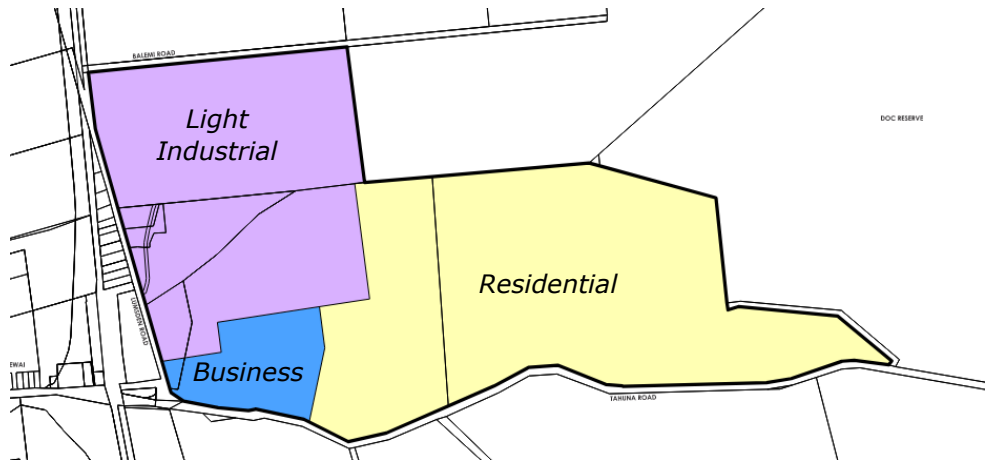 BALEMI ROAD
Light
Industrial
DOC RESERVE
Residential
LUMSDEN ROAD
EWAI
Business
TAHUNA ROAD